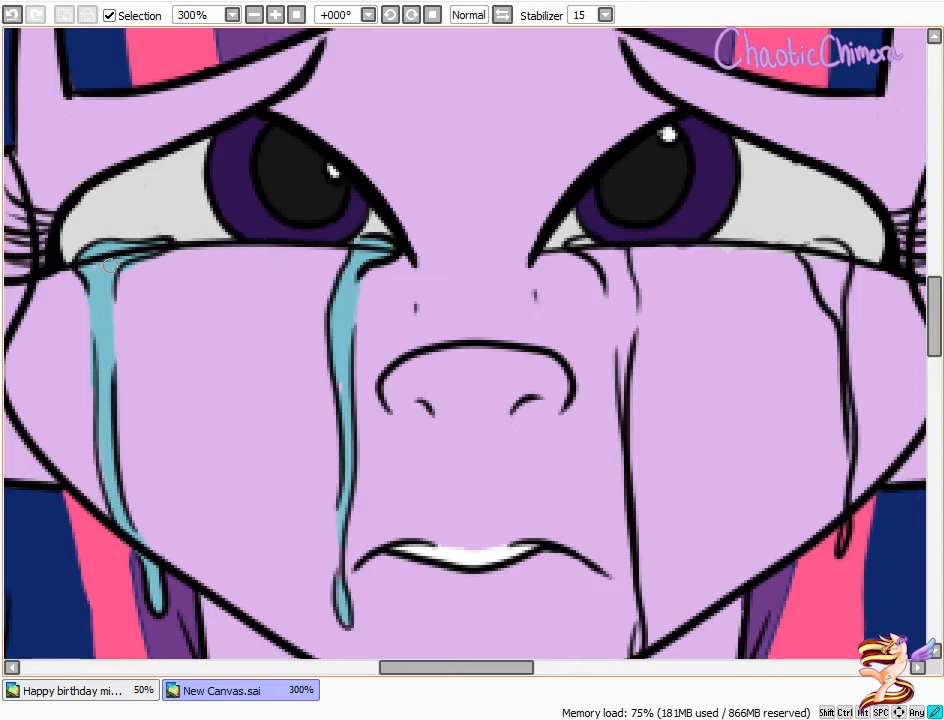 Selection 300% +000° Normal Stabilizer 15
ChaoticChimera
Happy birthday mi... 50% New Canvas.sai 300%
Memory load: 75% (181MB used / 866MB reserved) Shift Ctrl Alt SPC Any